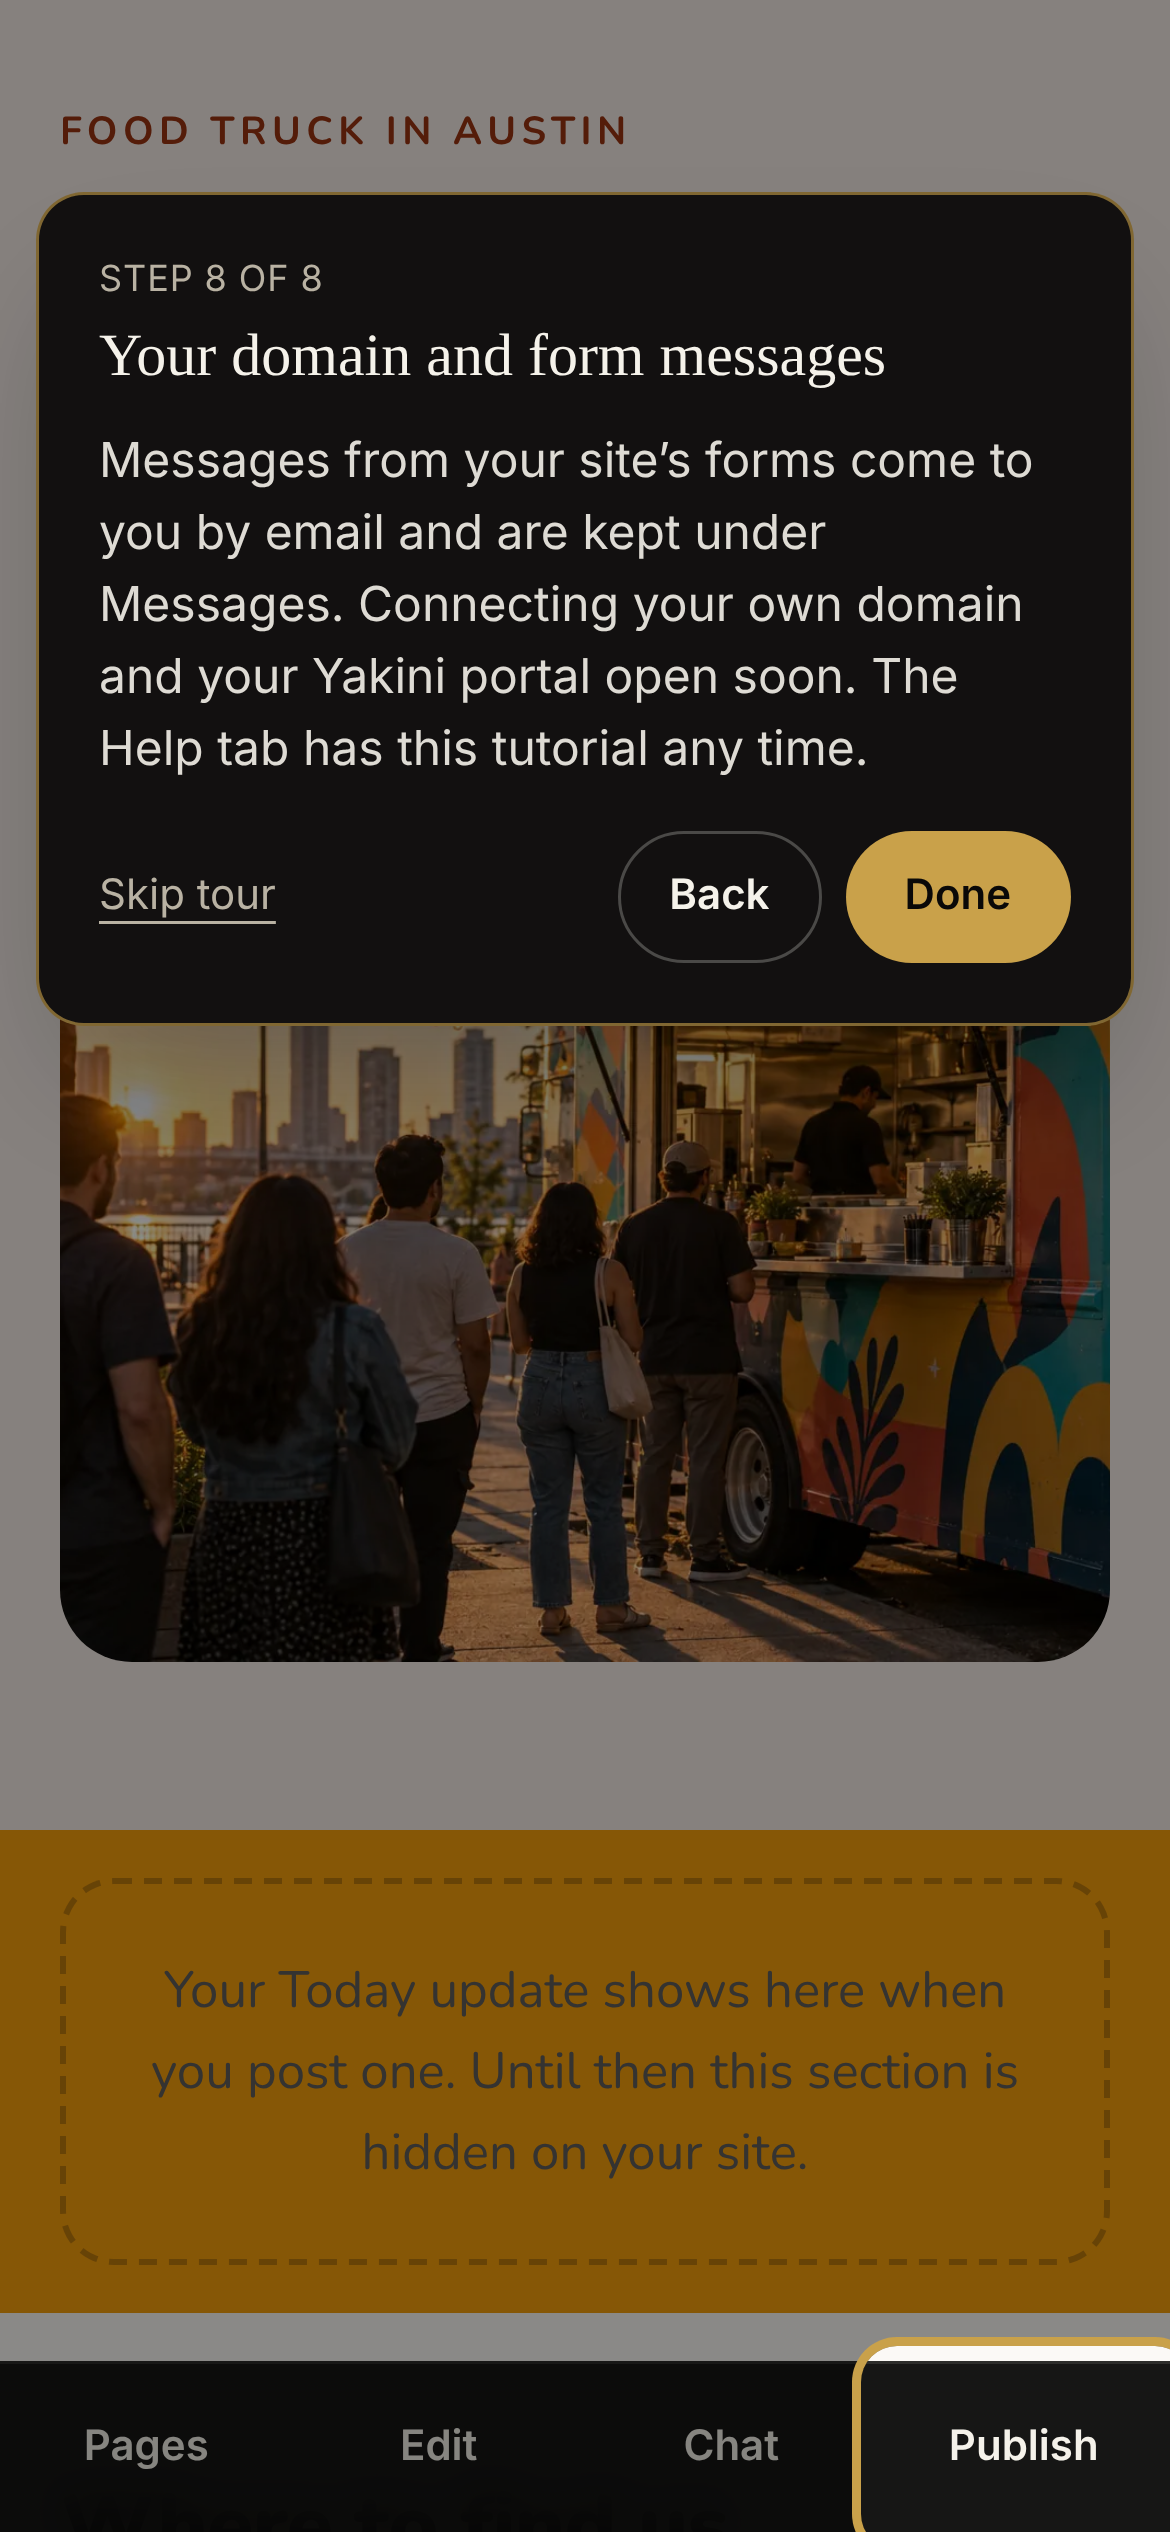 FOOD TRUCK IN AUSTIN
STEP 8 OF 8
Your domain and form messages
Messages from your site’s forms come to
you by email and are kept under
Messages. Connecting your own domain
and your Yakini portal open soon. The
Help tab has this tutorial any time.
Skip tour
Back
Done
Your Today update shows here when
you post one. Until then this section is
hidden on your site.
Pages
Edit
Chat
Publish